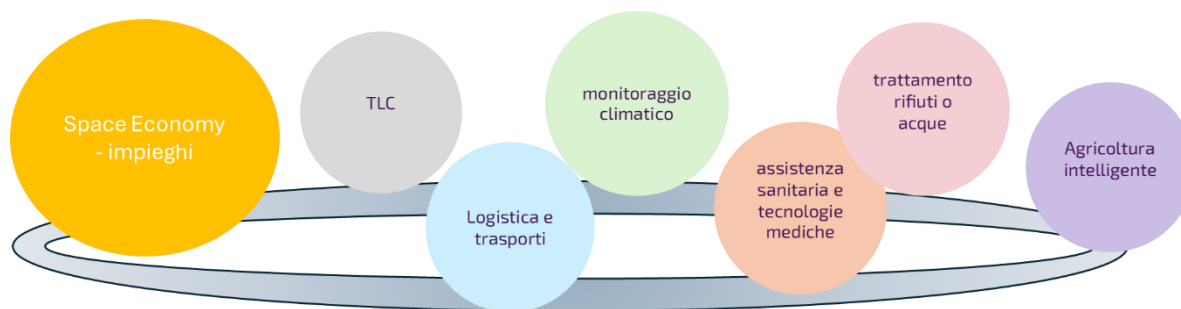 Space Economy
- impieghi
TLC
Logistica e
trasporti
monitoraggio
climatico
assistenza
sanitaria e
tecnologie
mediche
trattamento
rifiuti o
acque
Agricoltura
intelligente